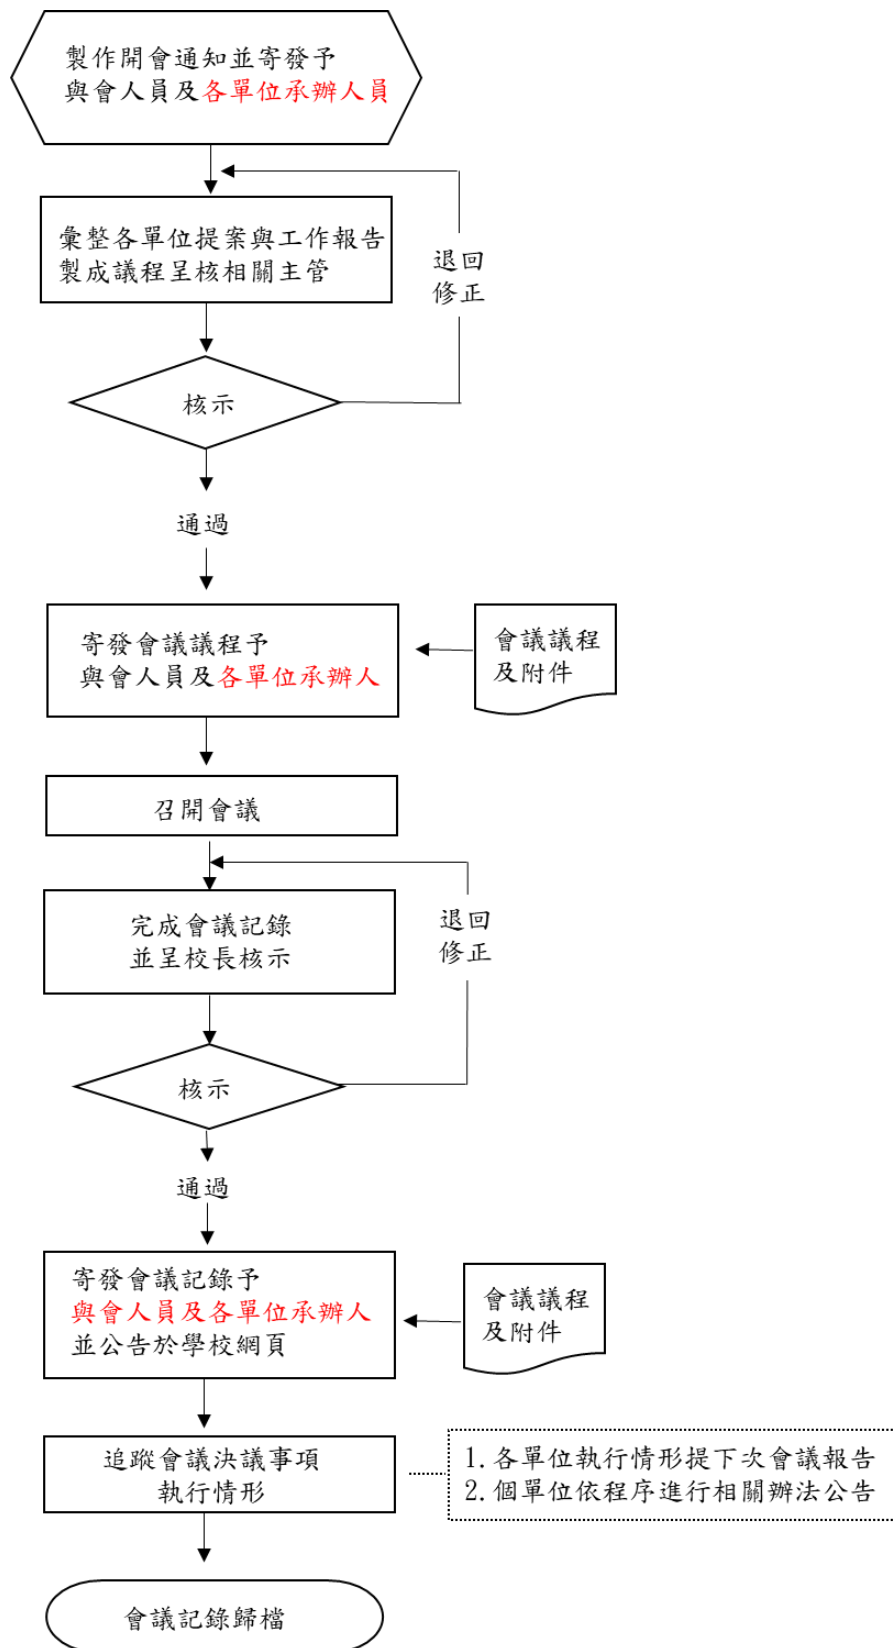 製作開會通知並寄發予
與會人員及各單位承辦人員
彙整各單位提案與工作報告
製成議程呈核相關主管
退回
修正
核示
通過
寄發會議議程予
與會人員及各單位承辦人
會議議程
及附件
召開會議
完成會議記錄
並呈校長核示
退回
修正
核示
通過
寄發會議記錄予
與會人員及各單位承辦人
並公告於學校網頁
會議議程
及附件
追蹤會議決議事項
執行情形
1. 各單位執行情形提下次會議報告
2. 個單位依程序進行相關辦法公告
會議記錄歸檔